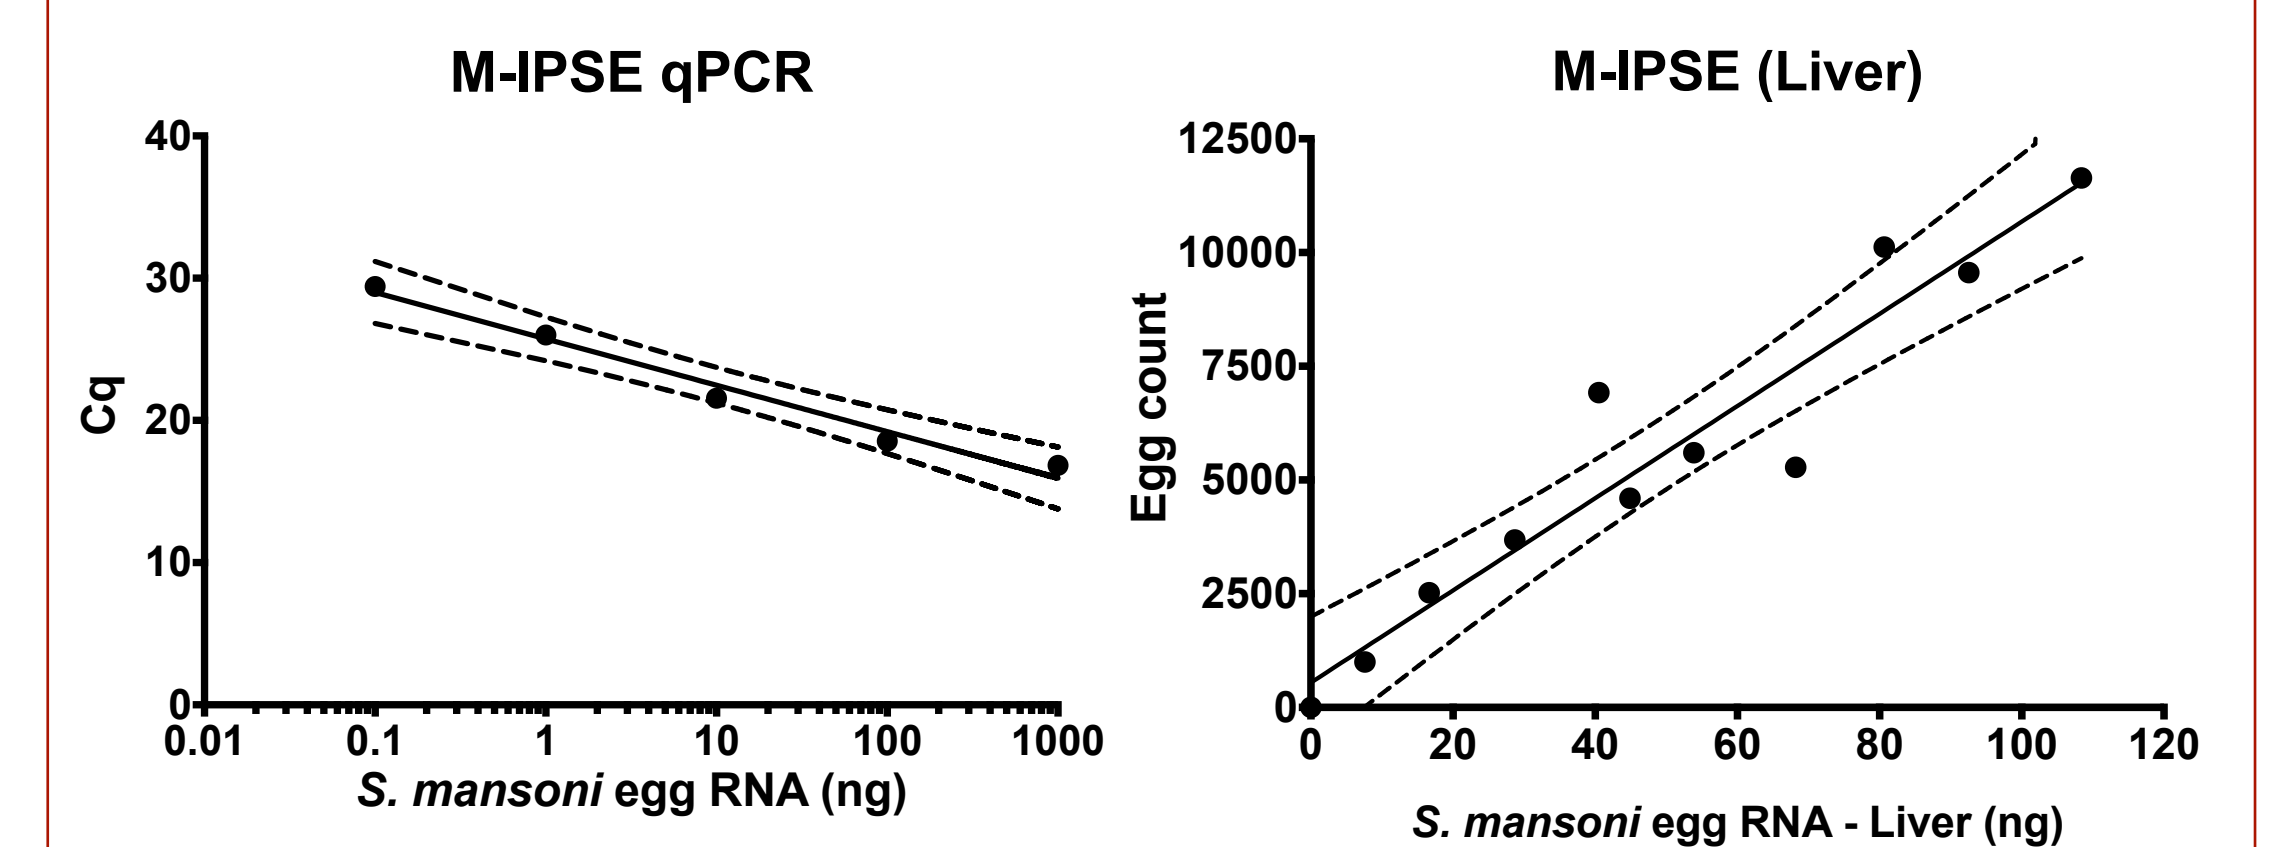 M-IPSE qPCR
40
30
20
10
0
Cq
0.01 0.1 1 10 100 1000
S. mansoni egg RNA (ng)
M-IPSE (Liver)
12500
10000
7500
5000
2500
0
Egg count
0 20 40 60 80 100 120
S. mansoni egg RNA - Liver (ng)